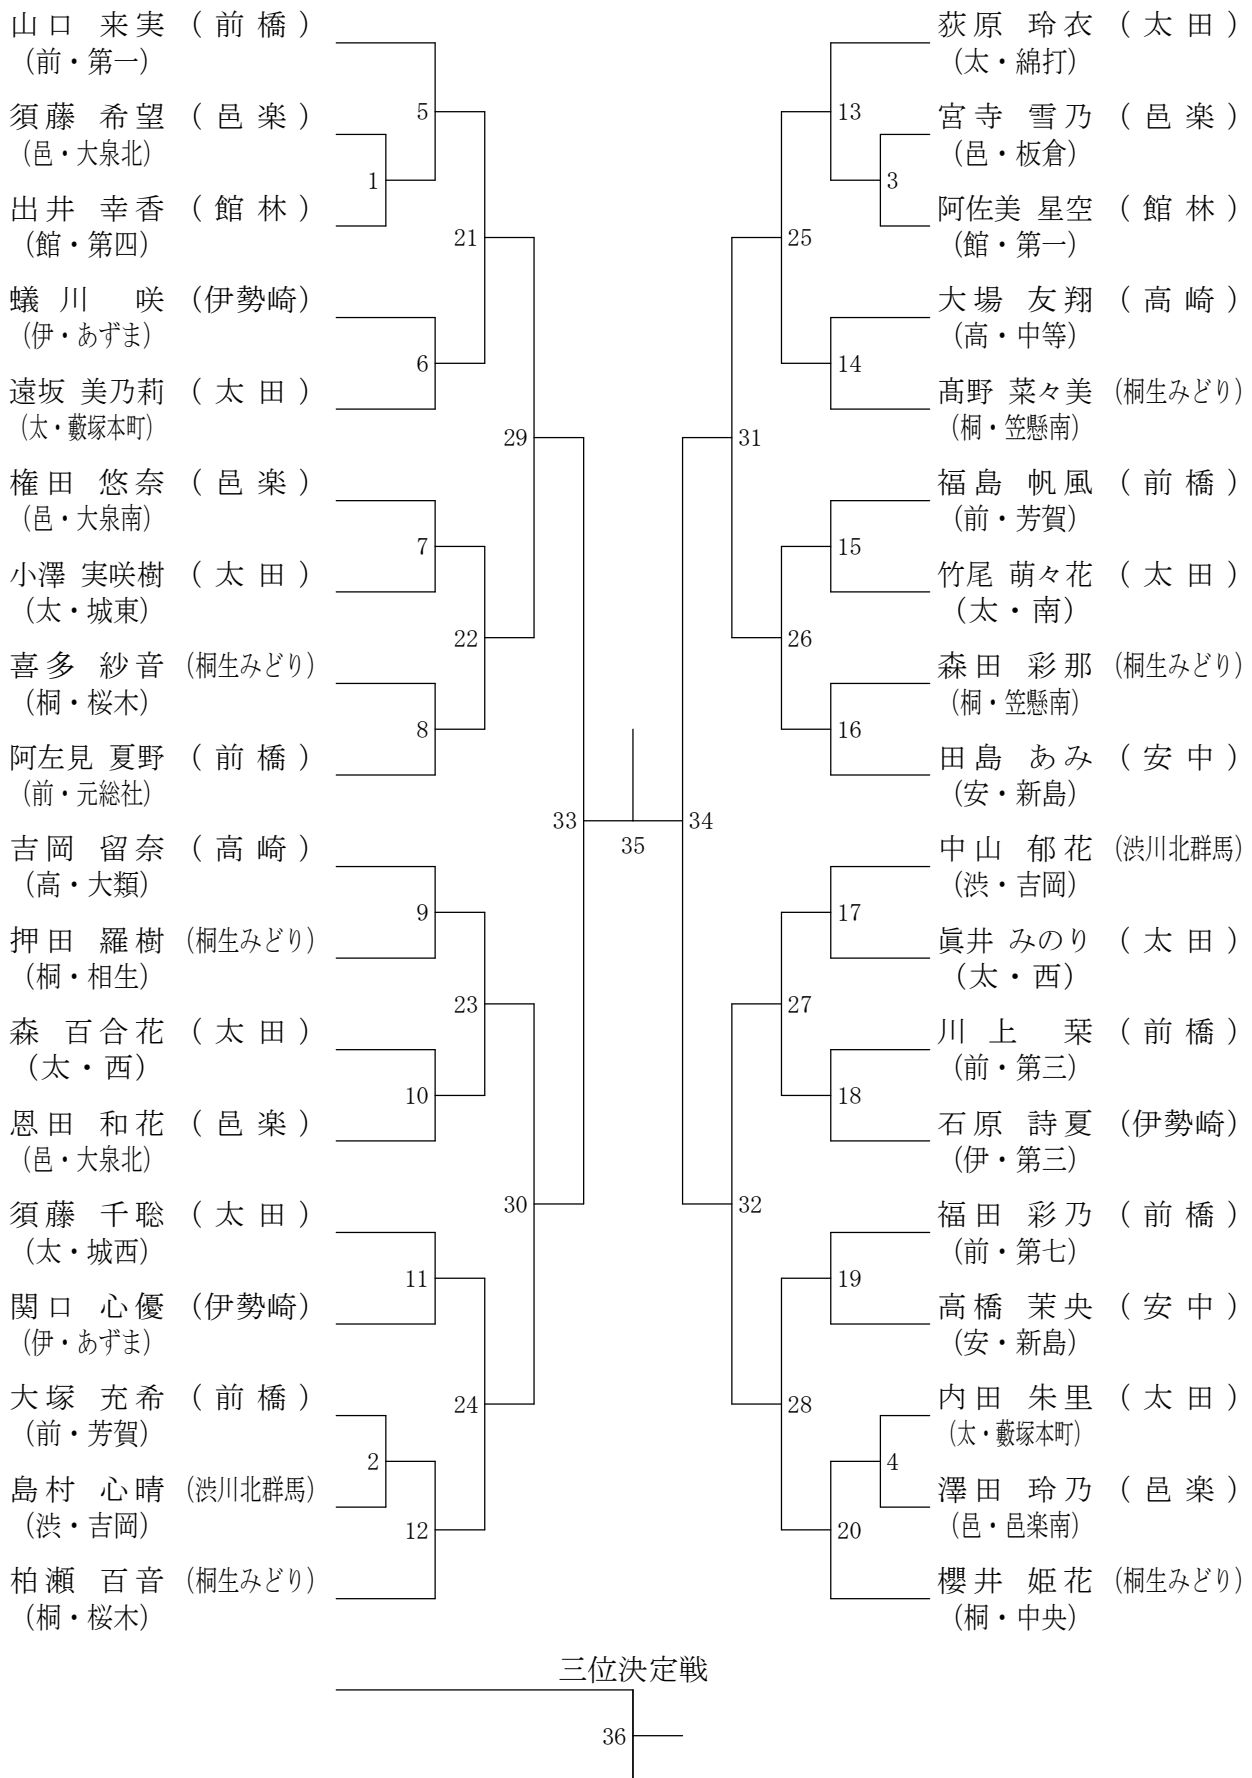 山口 来実 (前橋)
(前・第一)
須藤 希望 (邑楽)
(邑・大泉北)
出井 幸香 (館林)
(館・第四)
蟻川 咲 (伊勢崎)
(伊・あずま)
遠坂 美乃莉 (太田)
(太・藪塚本町)
権田 悠奈 (邑楽)
(邑・大泉南)
小澤 実咲樹 (太田)
(太・城東)
喜多 紗音 (桐生みどり)
(桐・桜木)
阿左見 夏野 (前橋)
(前・元総社)
吉岡 留奈 (高崎)
(高・大類)
押田 羅樹 (桐生みどり)
(桐・相生)
森 百合花 (太田)
(太・西)
恩田 和花 (邑楽)
(邑・大泉北)
須藤 千聡 (太田)
(太・城西)
関口 心優 (伊勢崎)
(伊・あずま)
大塚 充希 (前橋)
(前・芳賀)
島村 心晴 (渋川北群馬)
(渋・吉岡)
柏瀬 百音 (桐生みどり)
(桐・桜木)
1
2
5
6
7
8
9
10
11
12
21
22
23
24
29
30
33
35
34
31
32
25
26
27
28
13
14
15
16
17
18
19
20
3
4
荻原 玲衣 (太田)
(太・綿打)
宮寺 雪乃 (邑楽)
(邑・板倉)
阿佐美 星空 (館林)
(館・第一)
大場 友翔 (高崎)
(高・中等)
髙野 菜々美 (桐生みどり)
(桐・笠懸南)
福島 帆風 (前橋)
(前・芳賀)
竹尾 萌々花 (太田)
(太・南)
森田 彩那 (桐生みどり)
(桐・笠懸南)
田島 あみ (安中)
(安・新島)
中山 郁花 (渋川北群馬)
(渋・吉岡)
眞井 みのり (太田)
(太・西)
川上 栞 (前橋)
(前・第三)
石原 詩夏 (伊勢崎)
(伊・第三)
福田 彩乃 (前橋)
(前・第七)
高橋 茉央 (安中)
(安・新島)
内田 朱里 (太田)
(太・藪塚本町)
澤田 玲乃 (邑楽)
(邑・邑楽南)
櫻井 姫花 (桐生みどり)
(桐・中央)
三位決定戦
36